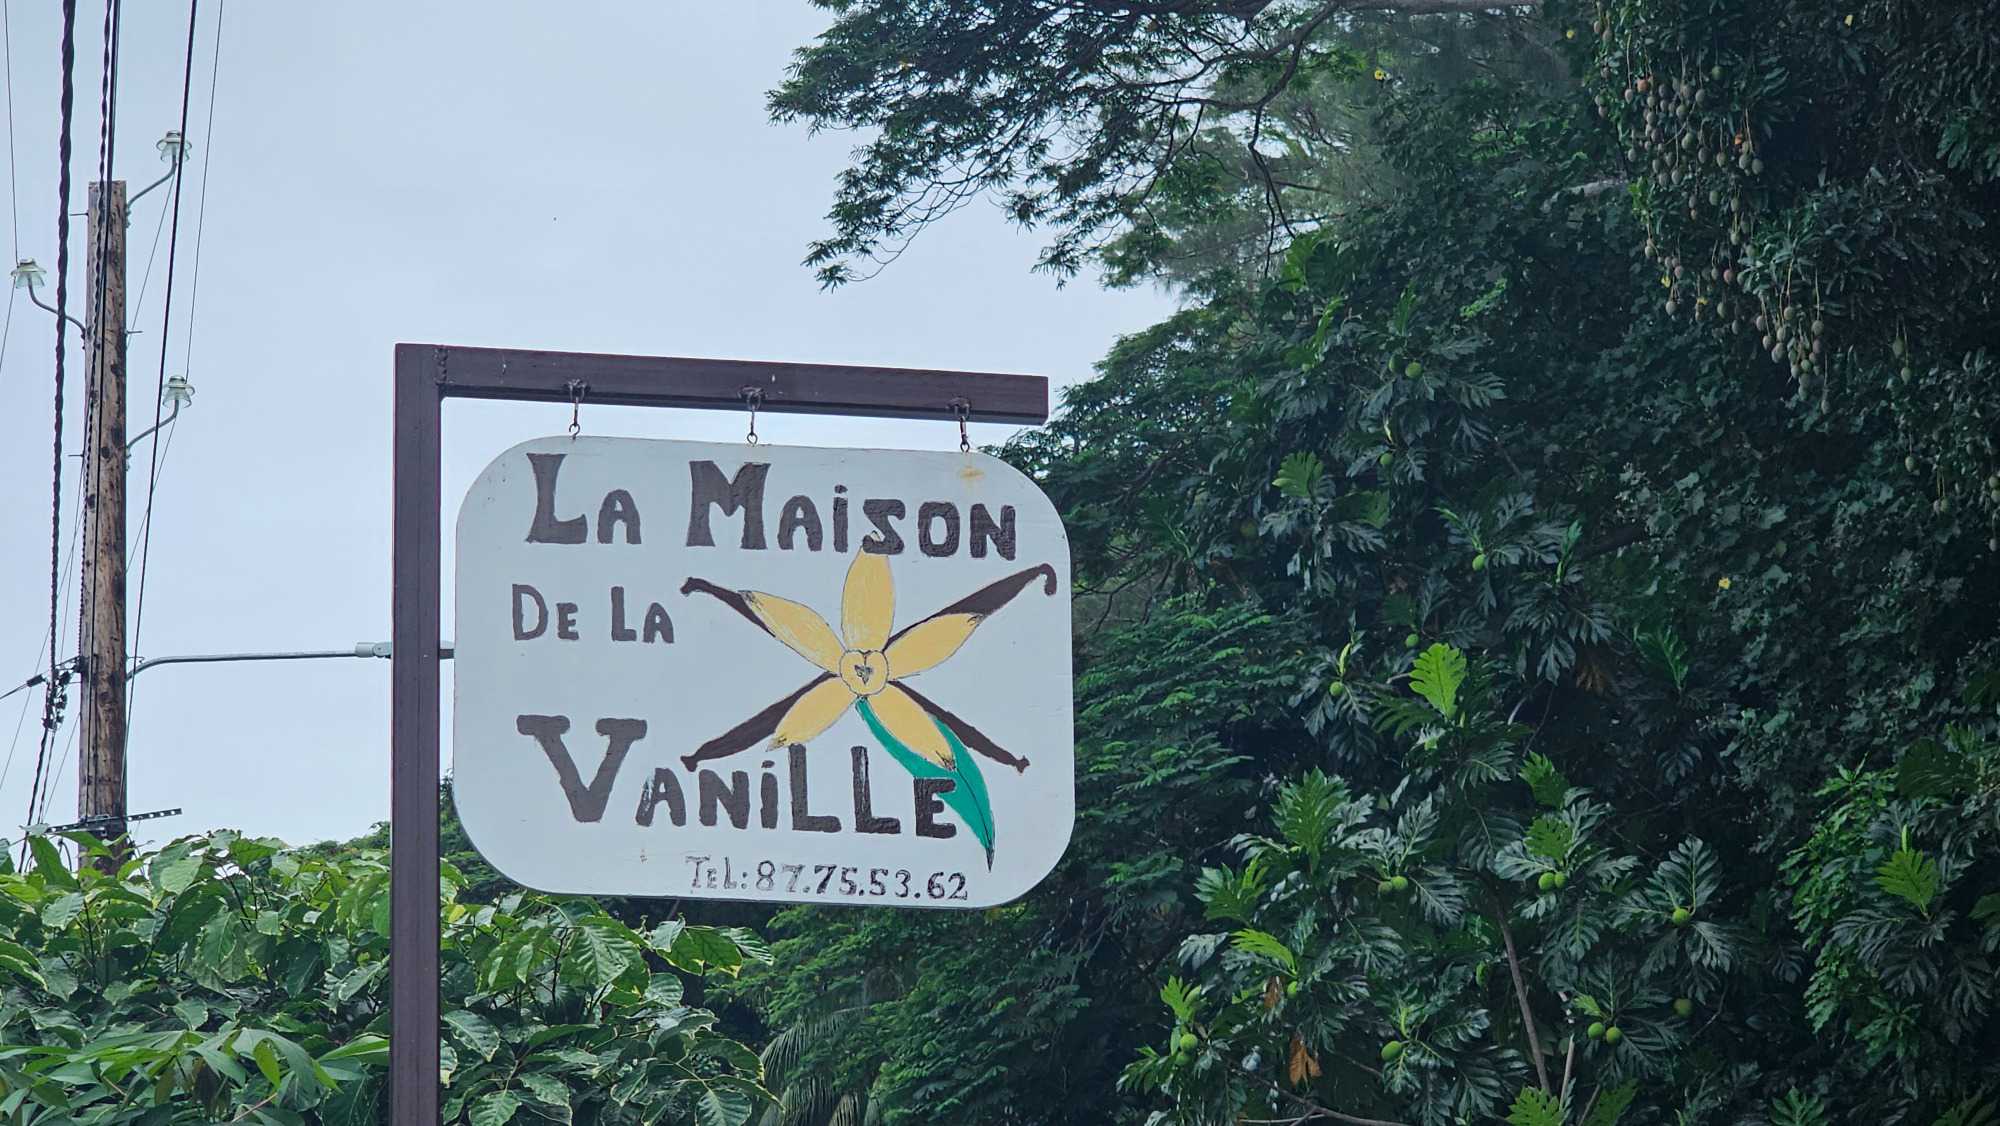 La Maison
De La
Vanille
Tel: 87.75.53.62